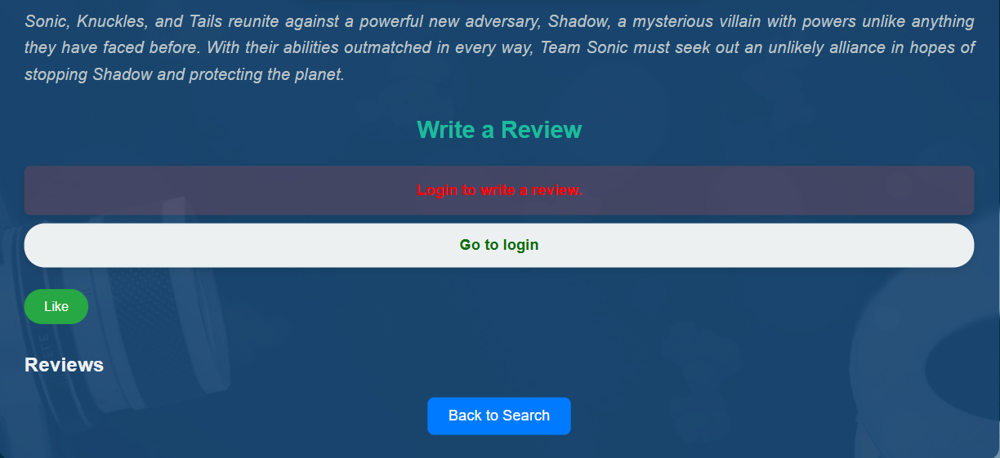 Sonic, Knuckles, and Tails reunite against a powerful new adversary, Shadow, a mysterious villain with powers unlike anything
they have faced before. With their abilities outmatched in every way, Team Sonic must seek out an unlikely alliance in hopes of
stopping Shadow and protecting the planet.
Write a Review
Login to write a review.
Go to login
Like
Reviews
Back to Search